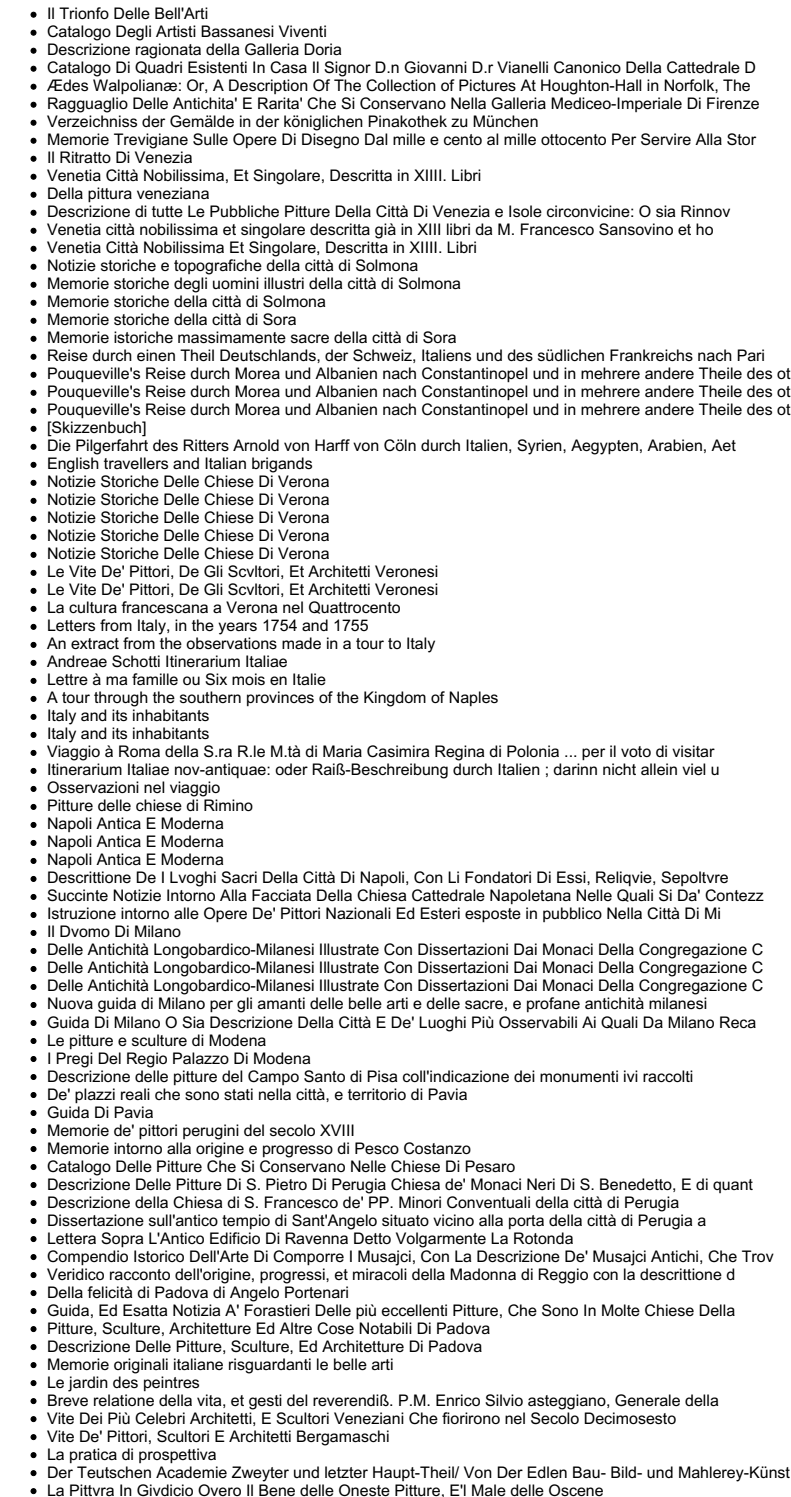 • Il Trionfo Delle Bell'Arti
• Catalogo Degli Artisti Bassanesi Viventi
• Descrizione ragionata della Galleria Doria
• Catalogo Di Quadri Esistenti In Casa Il Signor D.n Giovanni D.r Vianelli Canonico Della Cattedrale D
• Ædes Walpolianæ: Or, A Description Of The Collection of Pictures At Houghton-Hall in Norfolk, The
• Ragguaglio Delle Antichita' E Rarita' Che Si Conservano Nella Galleria Mediceo-Imperiale Di Firenze
• Verzeichniss der Gemälde in der königlichen Pinakothek zu München
• Memorie Trevigiane Sulle Opere Di Disegno Dal mille e cento al mille ottocento Per Servire Alla Stor
• Il Ritratto Di Venezia
• Venetia Città Nobilissima, Et Singolare, Descritta in XIIII. Libri
• Della pittura veneziana
• Descrizione di tutte Le Pubbliche Pitture Della Città Di Venezia e Isole circonvicine: O sia Rinnov
• Venetia città nobilissima et singolare descritta già in XIII libri da M. Francesco Sansovino et ho
• Venetia Città Nobilissima Et Singolare, Descritta in XIIII. Libri
• Notizie storiche e topografiche della città di Solmona
• Memorie storiche degli uomini illustri della città di Solmona
• Memorie storiche della città di Solmona
• Memorie storiche della città di Sora
• Memorie istoriche massimamente sacre della città di Sora
• Reise durch einen Theil Deutschlands, der Schweiz, Italiens und des südlichen Frankreichs nach Pari
• Pouqueville's Reise durch Morea und Albanien nach Constantinopel und in mehrere andere Theile des ot
• Pouqueville's Reise durch Morea und Albanien nach Constantinopel und in mehrere andere Theile des ot
• Pouqueville's Reise durch Morea und Albanien nach Constantinopel und in mehrere andere Theile des ot
• [Skizzenbuch]
• Die Pilgerfahrt des Ritters Arnold von Harff von Cöln durch Italien, Syrien, Aegypten, Arabien, Aet
• English travellers and Italian brigands
• Notizie Storiche Delle Chiese Di Verona
• Notizie Storiche Delle Chiese Di Verona
• Notizie Storiche Delle Chiese Di Verona
• Notizie Storiche Delle Chiese Di Verona
• Notizie Storiche Delle Chiese Di Verona
• Le Vite De' Pittori, De Gli Scvltori, Et Architetti Veronesi
• Le Vite De' Pittori, De Gli Scvltori, Et Architetti Veronesi
• La cultura francescana a Verona nel Quattrocento
• Letters from Italy, in the years 1754 and 1755
• An extract from the observations made in a tour to Italy
• Andreae Schotti Itinerarium Italiae
• Lettre à ma famille ou Six mois en Italie
• A tour through the southern provinces of the Kingdom of Naples
• Italy and its inhabitants
• Italy and its inhabitants
• Viaggio à Roma della S.ra R.le M.tà di Maria Casimira Regina di Polonia ... per il voto di visitar
• Itinerarium Italiae nov-antiquae: oder Raiß-Beschreibung durch Italien ; darinn nicht allein viel u
• Osservazioni nel viaggio
• Pitture delle chiese di Rimino
• Napoli Antica E Moderna
• Napoli Antica E Moderna
• Napoli Antica E Moderna
• Descrittione De I Lvoghi Sacri Della Città Di Napoli, Con Li Fondatori Di Essi, Reliqvie, Sepoltvre
• Succinte Notizie Intorno Alla Facciata Della Chiesa Cattedrale Napoletana Nelle Quali Si Da' Contezz
• Istruzione intorno alle Opere De' Pittori Nazionali Ed Esteri esposte in pubblico Nella Città Di Mi
• Il Dvomo Di Milano
• Delle Antichità Longobardico-Milanesi Illustrate Con Dissertazioni Dai Monaci Della Congregazione C
• Delle Antichità Longobardico-Milanesi Illustrate Con Dissertazioni Dai Monaci Della Congregazione C
• Delle Antichità Longobardico-Milanesi Illustrate Con Dissertazioni Dai Monaci Della Congregazione C
• Nuova guida di Milano per gli amanti delle belle arti e delle sacre, e profane antichità milanesi
• Guida Di Milano O Sia Descrizione Della Città E De' Luoghi Più Osservabili Ai Quali Da Milano Reca
• Le pitture e sculture di Modena
• I Pregi Del Regio Palazzo Di Modena
• Descrizione delle pitture del Campo Santo di Pisa coll'indicazione dei monumenti ivi raccolti
• De' plazzi reali che sono stati nella città, e territorio di Pavia
• Guida Di Pavia
• Memorie de' pittori perugini del secolo XVIII
• Memorie intorno alla origine e progresso di Pesco Costanzo
• Catalogo Delle Pitture Che Si Conservano Nelle Chiese Di Pesaro
• Descrizione Delle Pitture Di S. Pietro Di Perugia Chiesa de' Monaci Neri Di S. Benedetto, E di quant
• Descrizione della Chiesa di S. Francesco de' PP. Minori Conventuali della città di Perugia
• Dissertazione sull'antico tempio di Sant'Angelo situato vicino alla porta della città di Perugia a
• Lettera Sopra L'Antico Edificio Di Ravenna Detto Volgarmente La Rotonda
• Compendio Istorico Dell'Arte Di Comporre I Musajci, Con La Descrizione De' Musajci Antichi, Che Trov
• Veridico racconto dell'origine, progressi, et miracoli della Madonna di Reggio con la descrittione d
• Della felicità di Padova di Angelo Portenari
• Guida, Ed Esatta Notizia A' Forastieri Delle più eccellenti Pitture, Che Sono In Molte Chiese Della
• Pitture, Sculture, Architetture Ed Altre Cose Notabili Di Padova
• Descrizione Delle Pitture, Sculture, Ed Architetture Di Padova
• Memorie originali italiane risguardanti le belle arti
• Le jardin des peintres
• Breve relatione della vita, et gesti del reverendiß. P.M. Enrico Silvio asteggiano, Generale della
• Vite Dei Più Celebri Architetti, E Scultori Veneziani Che fiorirono nel Secolo Decimosesto
• Vite De' Pittori, Scultori E Architetti Bergamaschi
• La pratica di prospettiva
• Der Teutschen Academie Zweyter und letzter Haupt-Theil/ Von Der Edlen Bau- Bild- und Mahlerey-Künst
• La Pittvra In Givdicio Overo Il Bene delle Oneste Pitture, E'l Male delle Oscene